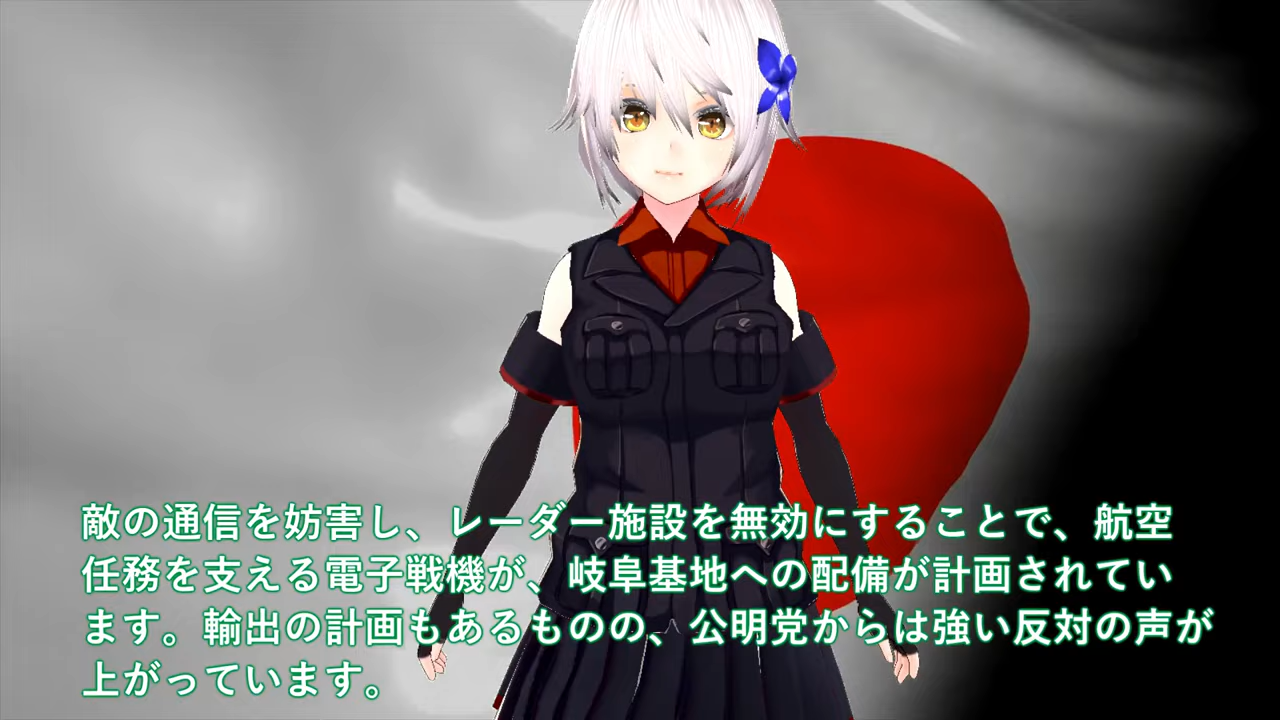 敵の通信を妨害し、レーダー施設を無効にすることで、航空
任務を支える電子戦機が、岐阜基地への配備が計画されてい
ます。輸出の計画もあるものの、公明党からは強い反対の声が
上がっています。